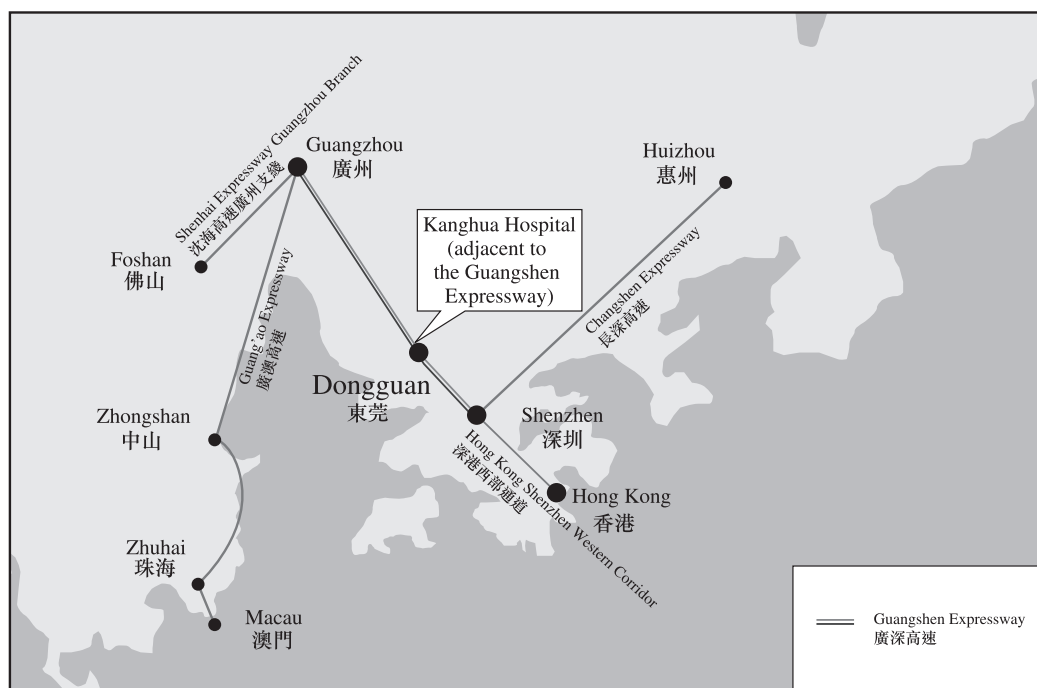 Shenhai Expressway Guangzhou Branch
沈海高速廣州支綫
Guangzhou
廣州
Huizhou
惠州
Kanghua Hospital
(adjacent to
the Guangshen
Expressway)
Foshan
佛山
Guang'ao Expressway
廣澳高速
Changshen Expressway
長深高速
Dongguan
東莞
Zhongshan
中山
Shenzhen
深圳
Hong Kong Shenzhen Western Corridor
深港西部通道
Hong Kong
香港
Zhuhai
珠海
Macau
澳門
Guangshen Expressway
廣深高速